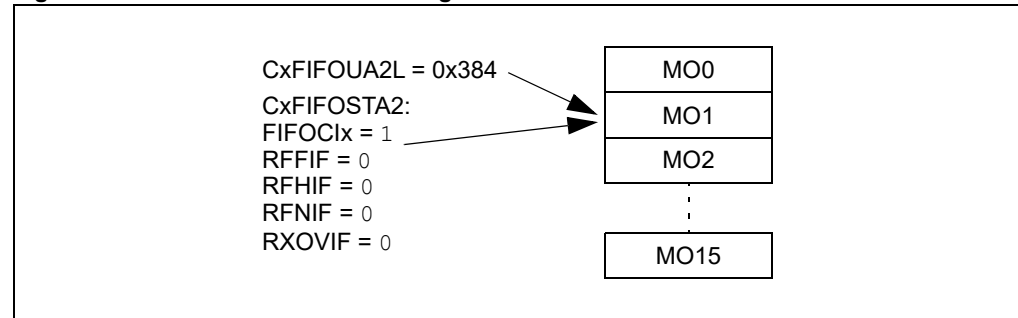 CxFIFOUA2L = 0x384
CxFIFOSTA2:
FIFOCIx = 1
RFFIF = 0
RFHIF = 0
RFNIF = 0
RXOVIF = 0
MO0
MO1
MO2
MO15